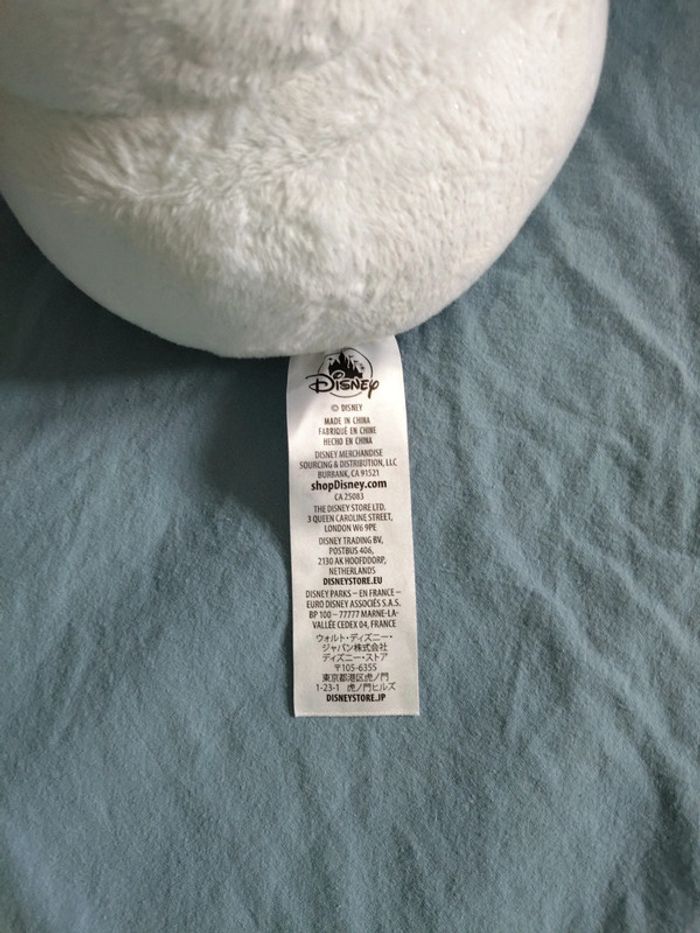 Disney
© DISNEY
MADE IN CHINA
FABRIQUÉ EN CHINE
HECHO EN CHINA
DISNEY MERCHANDISE
SOURCING & DISTRIBUTION, LLC
BURBANK, CA 91521
shopDisney.com
CA 25083
THE DISNEY STORE LTD.
3 QUEEN CAROLINE STREET,
LONDON W6 9PE
DISNEY TRADING BV,
POSTBUS 406,
2130 AK HOOFDDORP,
NETHERLANDS
DISNEYSTORE.EU
DISNEY PARKS – EN FRANCE –
EURO DISNEY ASSOCIÉS S.A.S.
BP 100 – 77777 MARNE-LA-
VALLÉE CEDEX 04, FRANCE
ウォルト・ディズニー・
ジャパン株式会社
ディズニー・ストア
〒105-6355
東京都港区虎ノ門
1-23-1 虎ノ門ヒルズ
DISNEYSTORE.JP